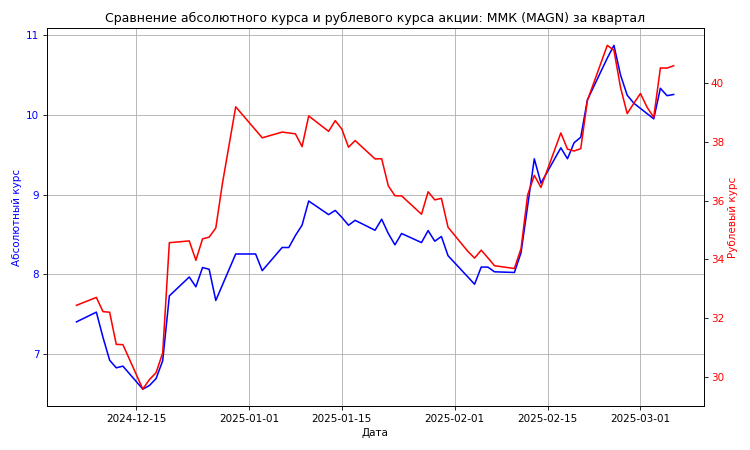 Сравнение абсолютного курса и рублевого курса акции: ММК (MAGN) за квартал
11
10
9
8
7
Абсолютный курс
40
38
36
34
32
30
Рублевый курс
2024-12-15 2025-01-01 2025-01-15 2025-02-01 2025-02-15 2025-03-01
Дата